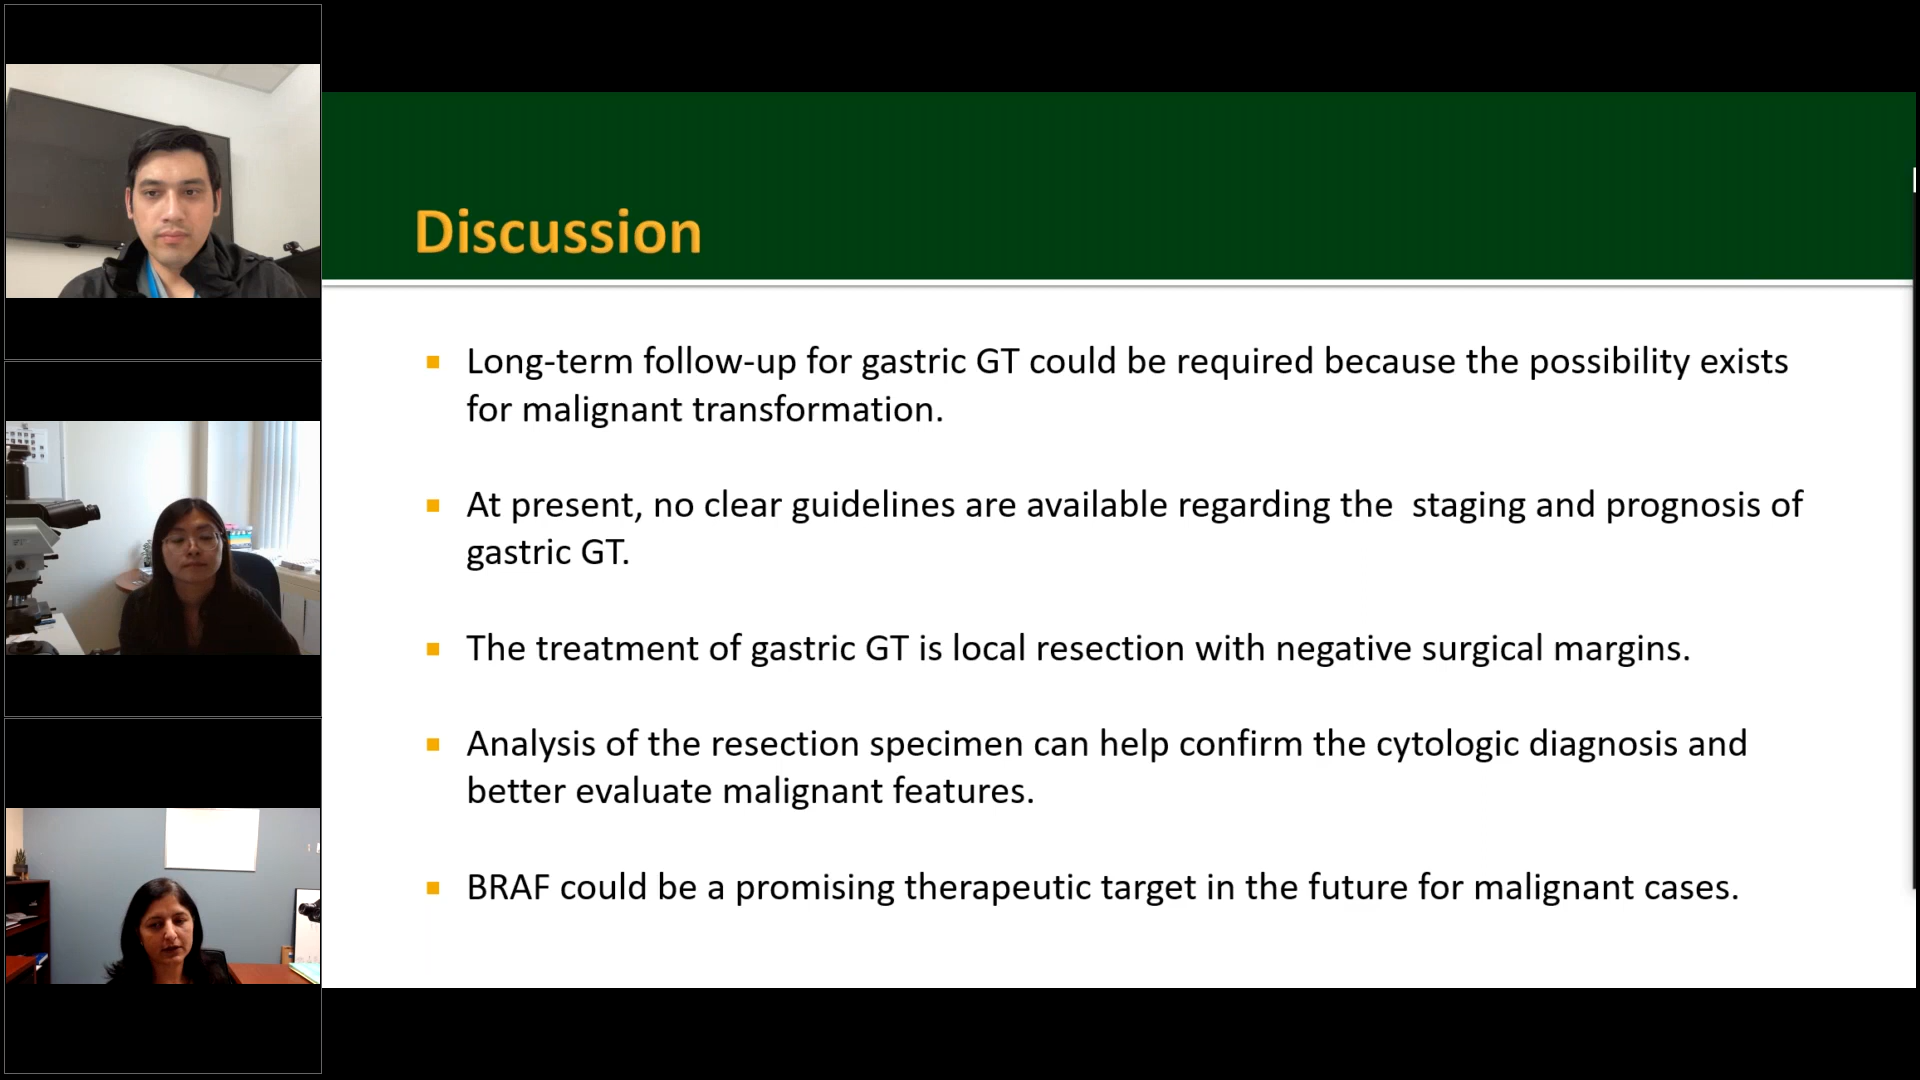 Discussion
Long-term follow-up for gastric GT could be required because the possibility exists
for malignant transformation.
At present, no clear guidelines are available regarding the  staging and prognosis of
gastric GT.
The treatment of gastric GT is local resection with negative surgical margins.
Analysis of the resection specimen can help confirm the cytologic diagnosis and
better evaluate malignant features.
BRAF could be a promising therapeutic target in the future for malignant cases.